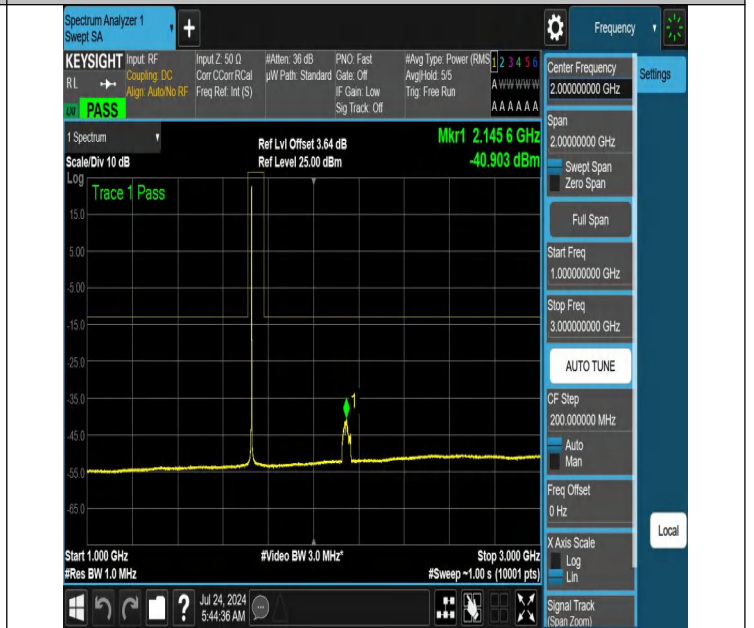 Spectrum Analyzer 1
Swept SA
+
Frequency
KEYSIGHT
RL
PASS
Input: RF
Coupling: DC
Align: Auto/No RF
Input Z: 50 Ω
Corr CCorr RCal
Freq Ref: Int (S)
#Atten: 36 dB
µW Path: Standard
PNO: Fast
Gate: Off
IF Gain: Low
Sig Track: Off
#Avg Type: Power (RMS
Avg|Hold: 5/5
Trig: Free Run
1 2 3 4 5 6
A W W W W W
A A A A A A
1 Spectrum
Scale/Div 10 dB
Log
Ref Lvl Offset 3.64 dB
Ref Level 25.00 dBm
Mkr1 2.145 6 GHz
-40.903 dBm
Trace 1 Pass
15.0
5.00
-5.00
-15.0
-25.0
-35.0
-45.0
-55.0
-65.0
1
Start 1.000 GHz
#Res BW 1.0 MHz
#Video BW 3.0 MHz*
Stop 3.000 GHz
#Sweep ~1.00 s (10001 pts)
Center Frequency
2.000000000 GHz
Settings
Span
2.00000000 GHz
Swept Span
Zero Span
Full Span
Start Freq
1.000000000 GHz
Stop Freq
3.000000000 GHz
AUTO TUNE
CF Step
200.000000 MHz
Auto
Man
Freq Offset
0 Hz
X Axis Scale
Log
Lin
Local
Signal Track
(Span Zoom)
?
Jul 24, 2024
5:44:36 AM